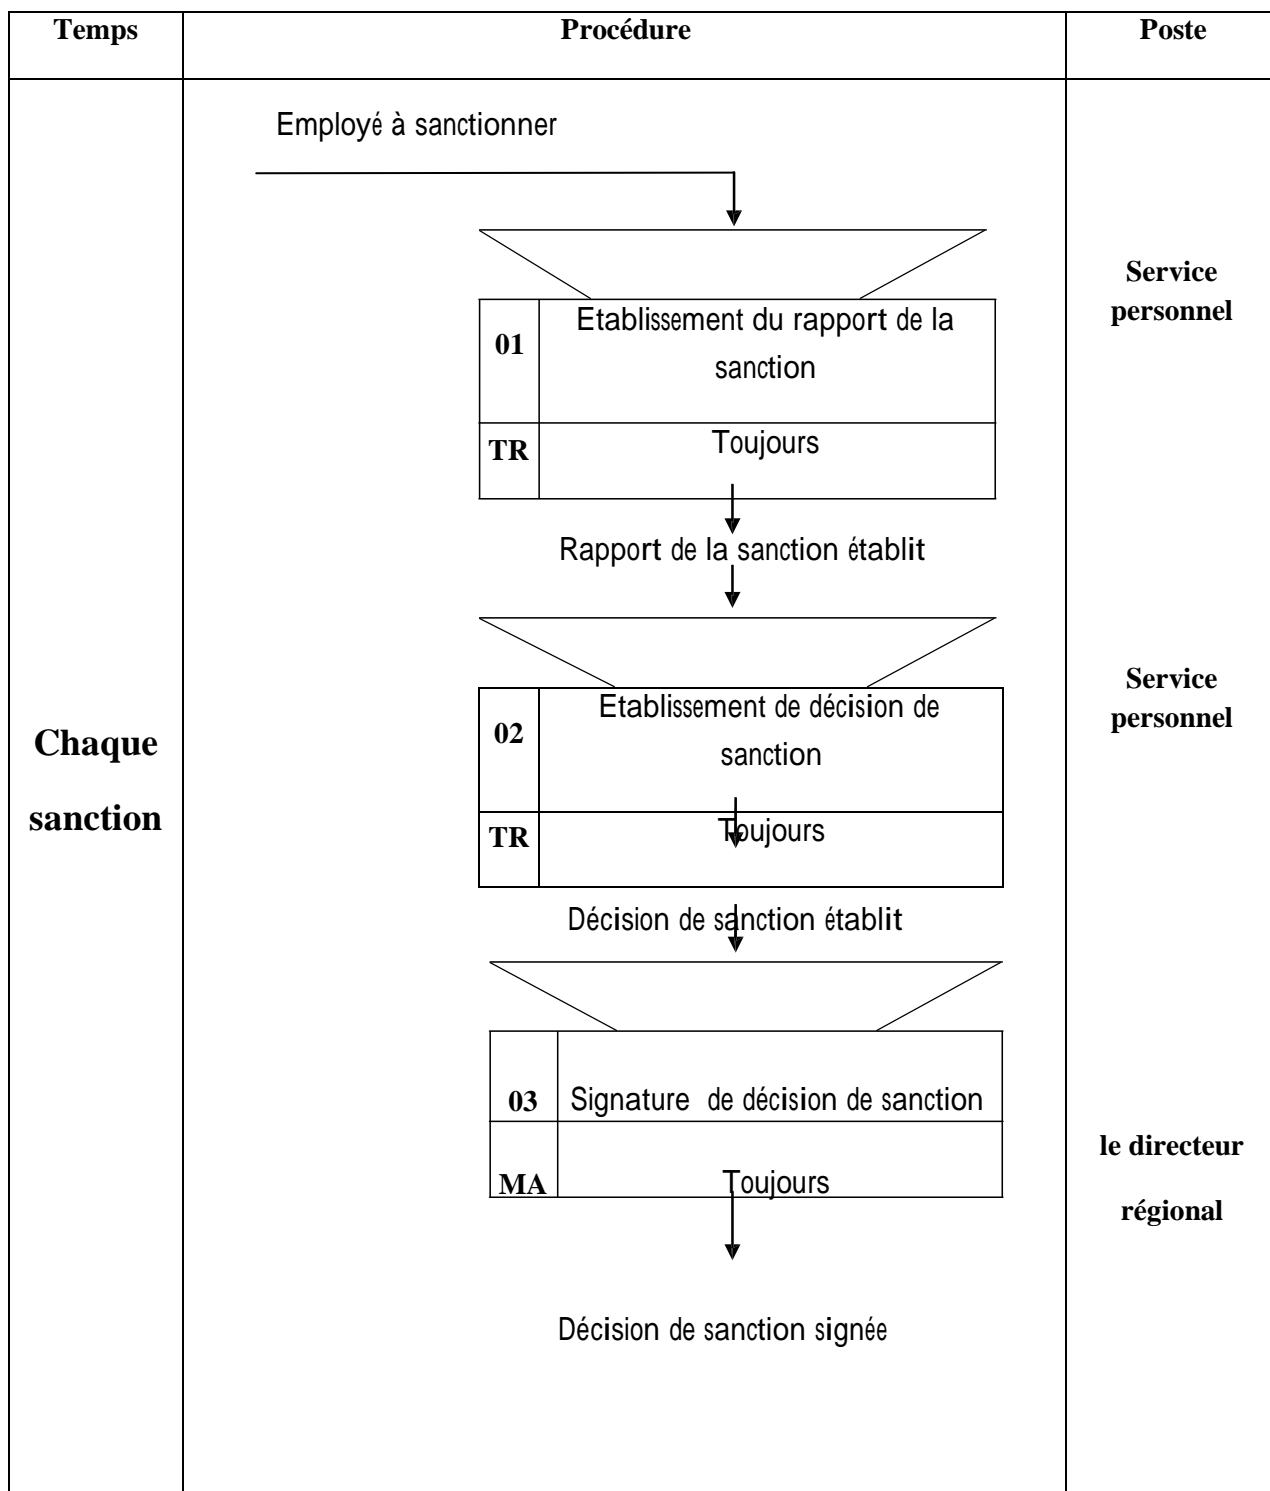 Temps Procédure Poste
Employé à sanctionner
Service
personnel
01 Etablissement du rapport de la
sanction
TR Toujours
Rapport de la sanction établit
Service
personnel
02 Etablissement de décision de
sanction
Chaque
sanction
TR Toujours
Décision de sanction établit
03 Signature de décision de sanction
le directeur
régional
MA Toujours
Décision de sanction signée